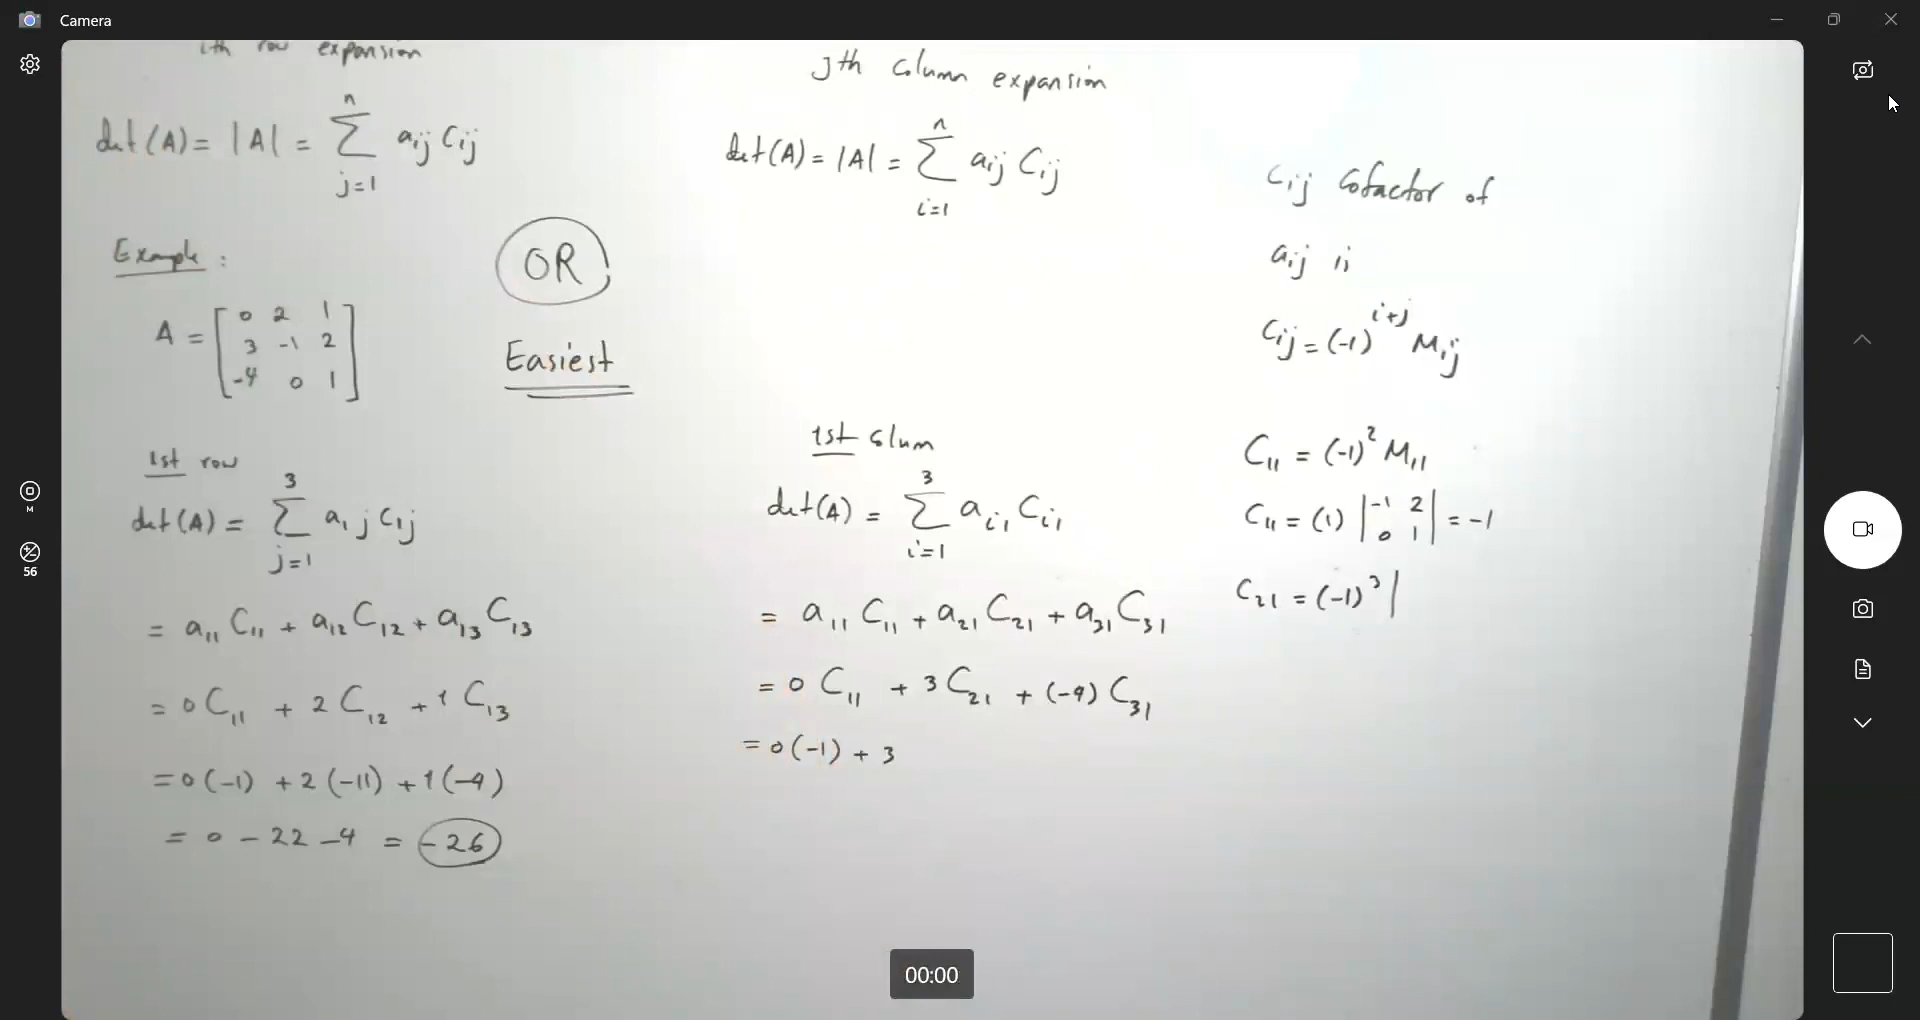 Camera
ith row expansion
det(A) = |A| = n Σ j=1 aij Cij
Example :
A = [ 0 2 1
3 -1 2
-4 0 1 ]
OR
Easiest
1st row
det(A) = 3 Σ j=1 a1j C1j
= a11 C11 + a12 C12 + a13 C13
= 0 C11 + 2 C12 + 1 C13
= 0(-1) + 2(-11) + 1(-4)
= 0 - 22 - 4 = -26
jth column expansion
det(A) = |A| = n Σ i=1 aij Cij
1st colum
det(A) = 3 Σ i=1 ai1 Ci1
= a11 C11 + a21 C21 + a31 C31
= 0 C11 + 3 C21 + (-4) C31
= 0(-1) + 3
Cij Cofactor of
aij is
Cij = (-1)^i+j Mij
C11 = (-1)^2 M11
C11 = (1) |-1 2
0 1| = -1
C21 = (-1)^3 |
M
56
00:00